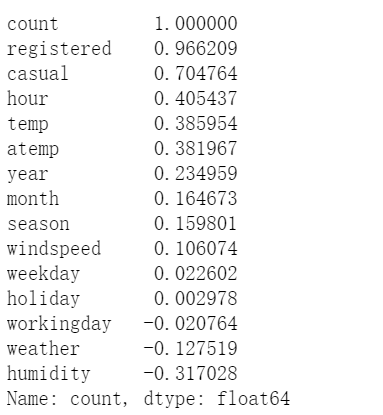 count 1.000000
registered 0.966209
casual 0.704764
hour 0.405437
temp 0.385954
atemp 0.381967
year 0.234959
month 0.164673
season 0.159801
windspeed 0.106074
weekday 0.022602
holiday 0.002978
workingday -0.020764
weather -0.127519
humidity -0.317028
Name: count, dtype: float64